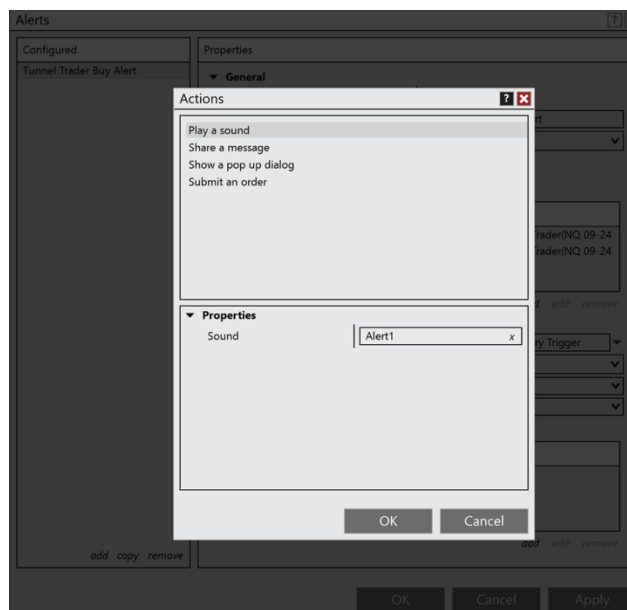 Alerts ?
Configured
Properties
Tunnel Trader Buy Alert
General
Actions ?
Play a sound
Share a message
Show a pop up dialog
Submit an order
rt
Trader(NQ 09-24
Trader(NQ 09-24
edit remove
Properties
Sound Alert1 x
ry Trigger
OK Cancel
add copy remove
add edit remove
OK Cancel Apply